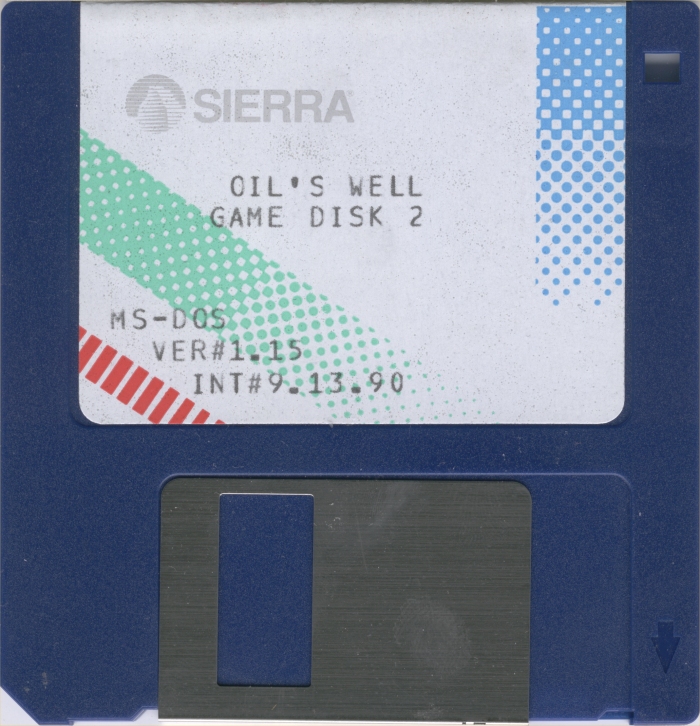 SIERRA
OIL'S WELL
GAME DISK 2
MS-DOS
VER#1.15
INT#9.13.90